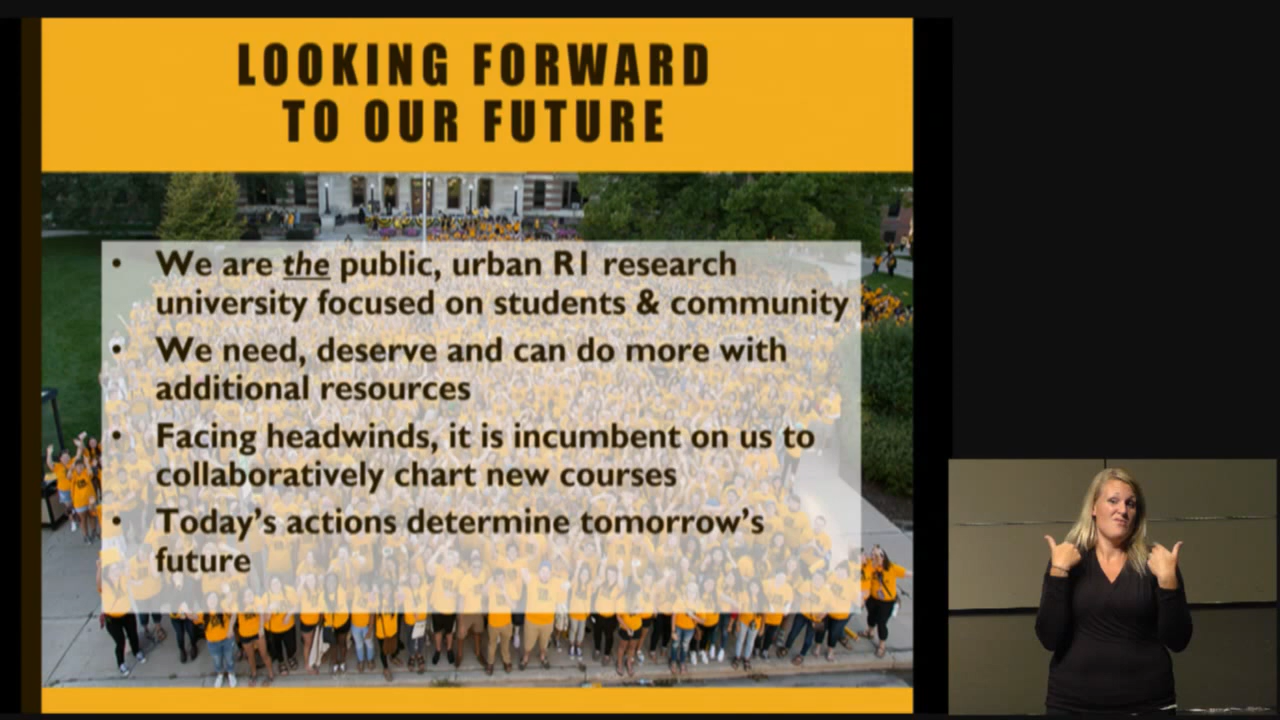 LOOKING FORWARD
TO OUR FUTURE
• We are the public, urban R1 research
university focused on students & community
• We need, deserve and can do more with
additional resources
• Facing headwinds, it is incumbent on us to
collaboratively chart new courses
• Today's actions determine tomorrow's
future